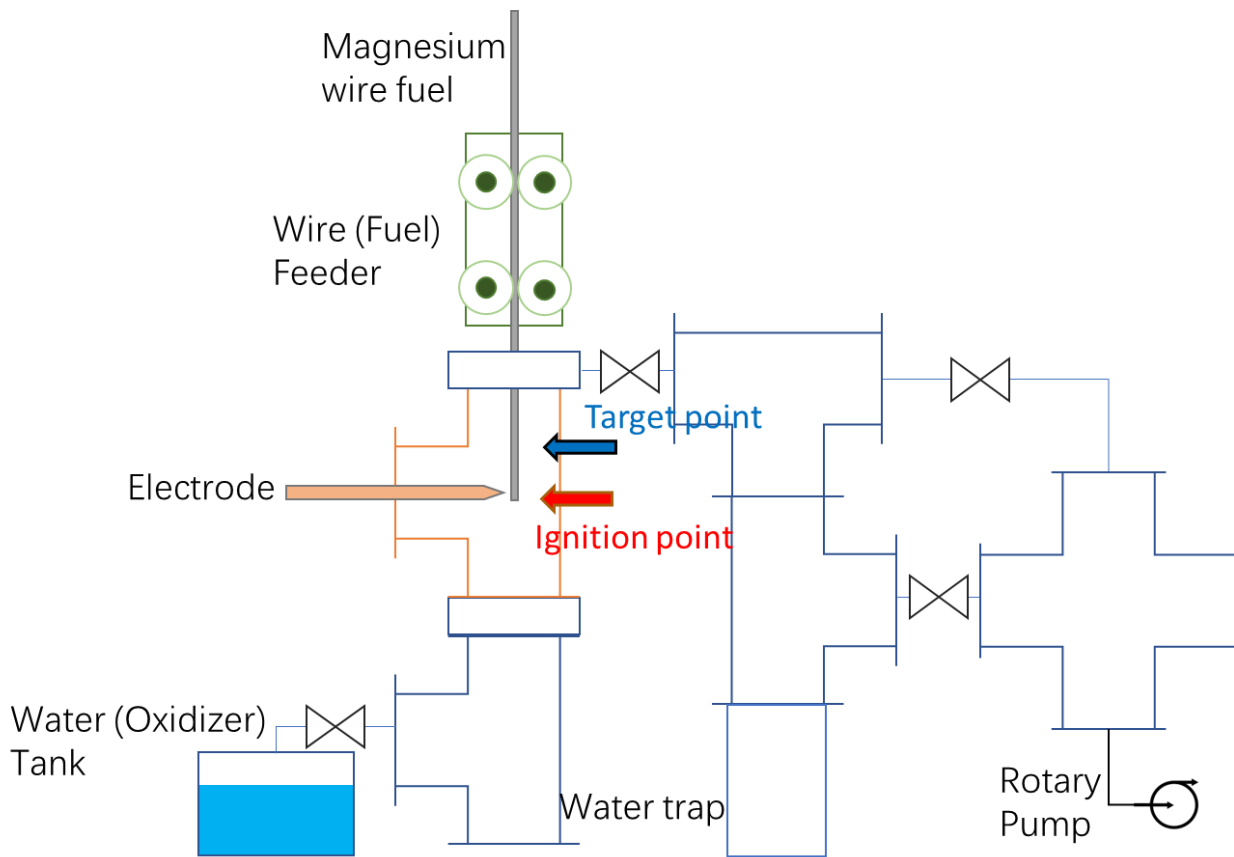 Magnesium
wire fuel
Wire (Fuel)
Feeder
Target point
Electrode
Ignition point
Water (Oxidizer)
Tank
Water trap
Rotary
Pump